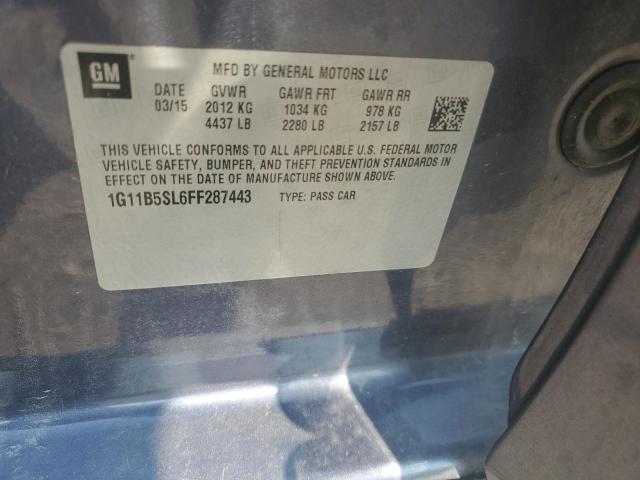 GM
MFD BY GENERAL MOTORS LLC
DATE GVWR GAWR FRT GAWR RR
03/15 2012 KG 1034 KG 978 KG
4437 LB 2280 LB 2157 LB
THIS VEHICLE CONFORMS TO ALL APPLICABLE U.S. FEDERAL MOTOR
VEHICLE SAFETY, BUMPER, AND THEFT PREVENTION STANDARDS IN
EFFECT ON THE DATE OF MANUFACTURE SHOWN ABOVE.
1G11B5SL6FF287443 TYPE: PASS CAR